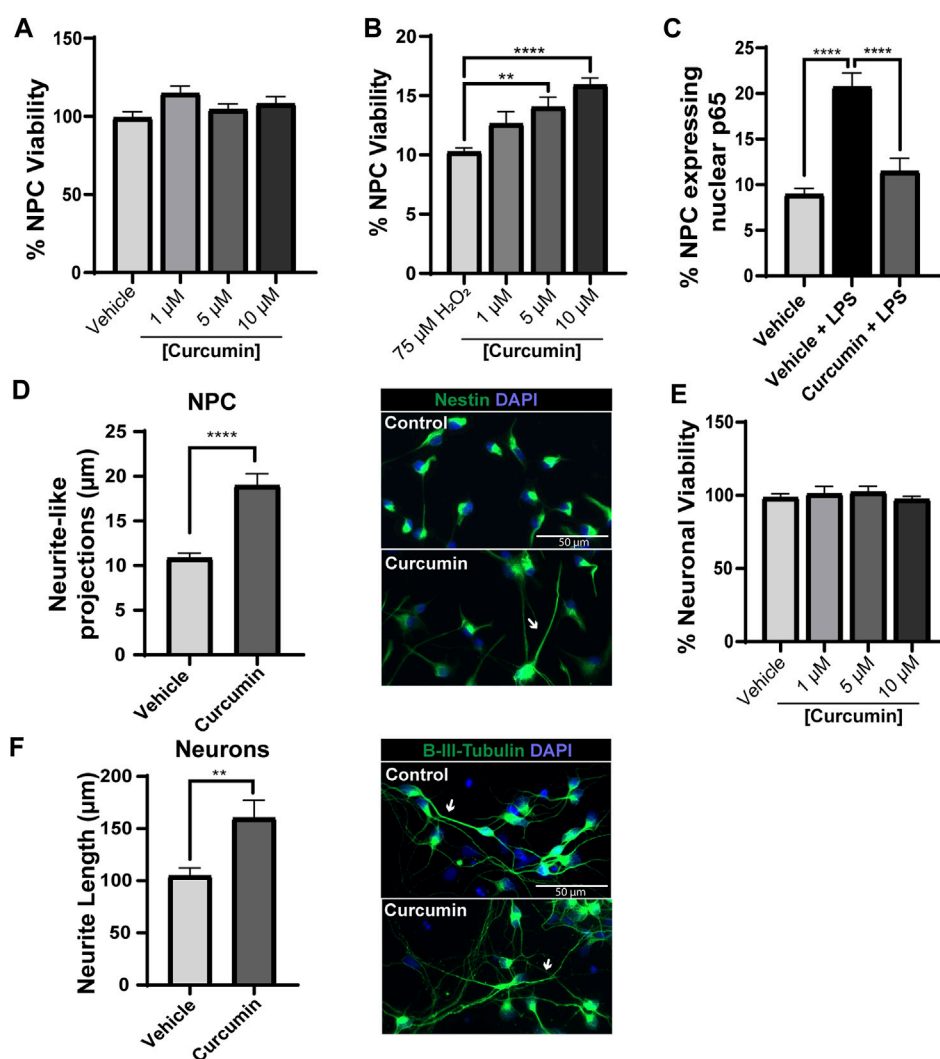 A
% NPC Viability
150
100
50
0
Vehicle
1 µM
5 µM
10 µM
[Curcumin]
B
% NPC Viability
20
15
10
5
0
****
**
75 µM H₂O₂
1 µM
5 µM
10 µM
[Curcumin]
C
% NPC expressing
nuclear p65
25
20
15
10
5
0
**** ****
Vehicle
Vehicle + LPS
Curcumin + LPS
D
NPC
Neurite-like
projections (µm)
25
20
15
10
5
0
****
Vehicle
Curcumin
Nestin DAPI
Control
50 µm
Curcumin
E
% Neuronal Viability
150
100
50
0
Vehicle
1 µM
5 µM
10 µM
[Curcumin]
F
Neurons
Neurite Length (µm)
200
150
100
50
0
**
Vehicle
Curcumin
B-III-Tubulin DAPI
Control
50 µm
Curcumin